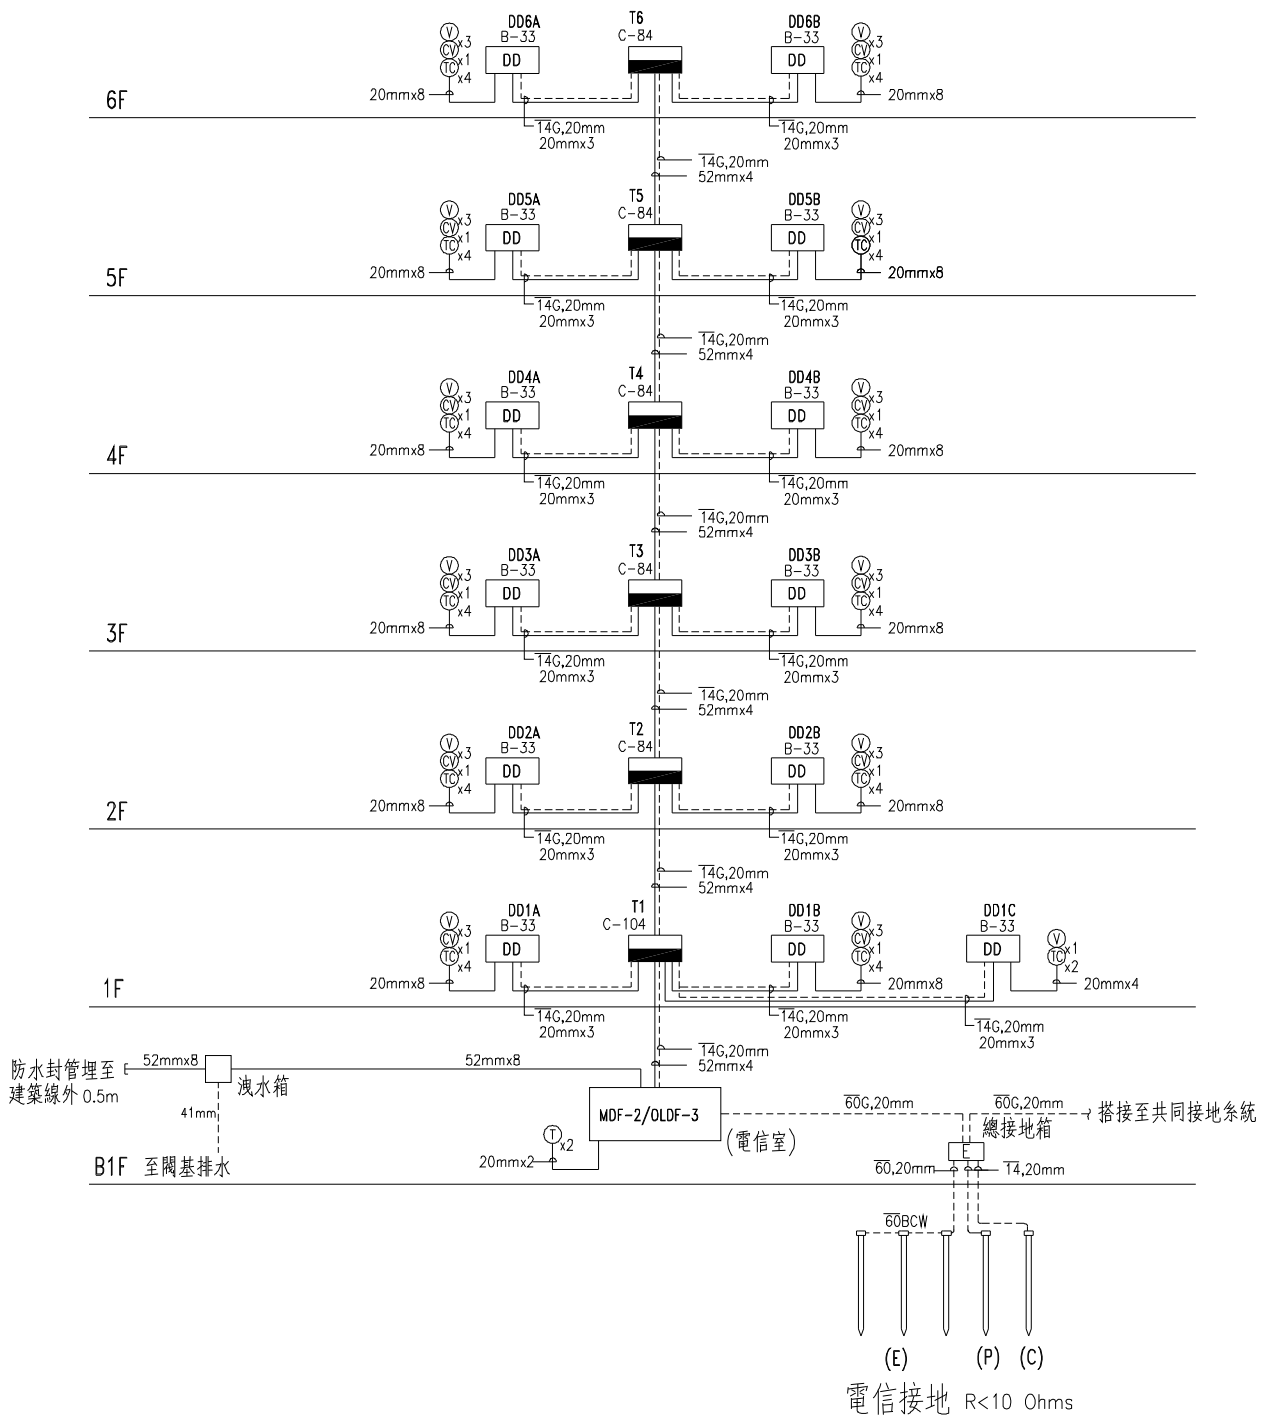 DD6A
T6
DD6B
B-33
C-84
B-33
V x3
CV x1
TC x4
DD
DD
V x3
CV x1
TC x4
20mmx8
20mmx8
6F
14G,20mm
20mmx3
14G,20mm
20mmx3
14G,20mm
52mmx4
DD5A
T5
DD5B
B-33
C-84
B-33
V x3
CV x1
TC x4
DD
DD
V x3
CV x1
TC x4
20mmx8
20mmx8
5F
14G,20mm
20mmx3
14G,20mm
20mmx3
14G,20mm
52mmx4
DD4A
T4
DD4B
B-33
C-84
B-33
V x3
CV x1
TC x4
DD
DD
V x3
CV x1
TC x4
20mmx8
20mmx8
4F
14G,20mm
20mmx3
14G,20mm
20mmx3
14G,20mm
52mmx4
DD3A
T3
DD3B
B-33
C-84
B-33
V x3
CV x1
TC x4
DD
DD
V x3
CV x1
TC x4
20mmx8
20mmx8
3F
14G,20mm
20mmx3
14G,20mm
20mmx3
14G,20mm
52mmx4
DD2A
T2
DD2B
B-33
C-84
B-33
V x3
CV x1
TC x4
DD
DD
V x3
CV x1
TC x4
20mmx8
20mmx8
2F
14G,20mm
20mmx3
14G,20mm
20mmx3
14G,20mm
52mmx4
DD1A
T1
DD1B
DD1C
B-33
C-104
B-33
B-33
V x3
CV x1
TC x4
DD
DD
V x3
CV x1
TC x4
DD
V x1
TC x2
20mmx8
20mmx8
20mmx4
1F
14G,20mm
20mmx3
14G,20mm
20mmx3
14G,20mm
20mmx3
14G,20mm
52mmx4
防水封管埋至
建築線外 0.5m
52mmx8
洩水箱
52mmx8
41mm
MDF-2/OLDF-3
(電信室)
T x2
20mmx2
60G,20mm
60G,20mm
搭接至共同接地系統
總接地箱
E
B1F
至閥基排水
60,20mm
14,20mm
60BCW
(E)
(P)
(C)
電信接地 R<10 Ohms